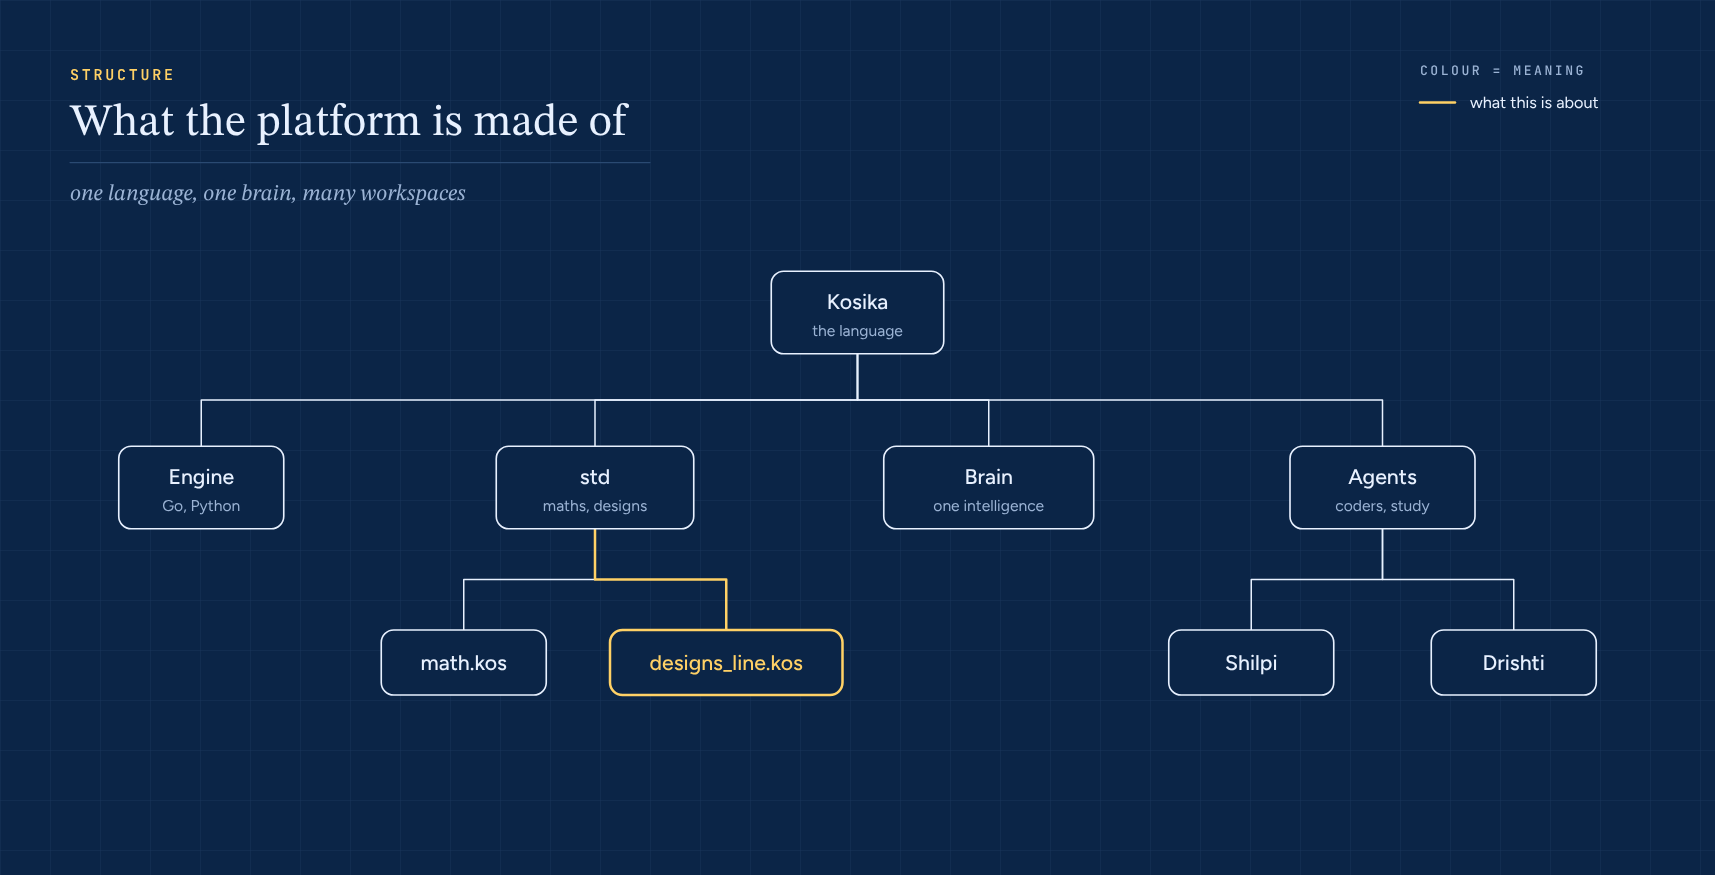 STRUCTURE
What the platform is made of
one language, one brain, many workspaces
COLOUR = MEANING
what this is about
Kosika
the language
Engine
Go, Python
std
maths, designs
Brain
one intelligence
Agents
coders, study
math.kos
designs_line.kos
Shilpi
Drishti